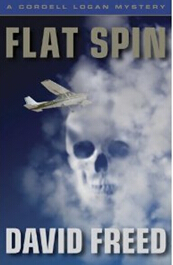 A CORDELL LOGAN MYSTERY
FLAT SPIN
DAVID FREED